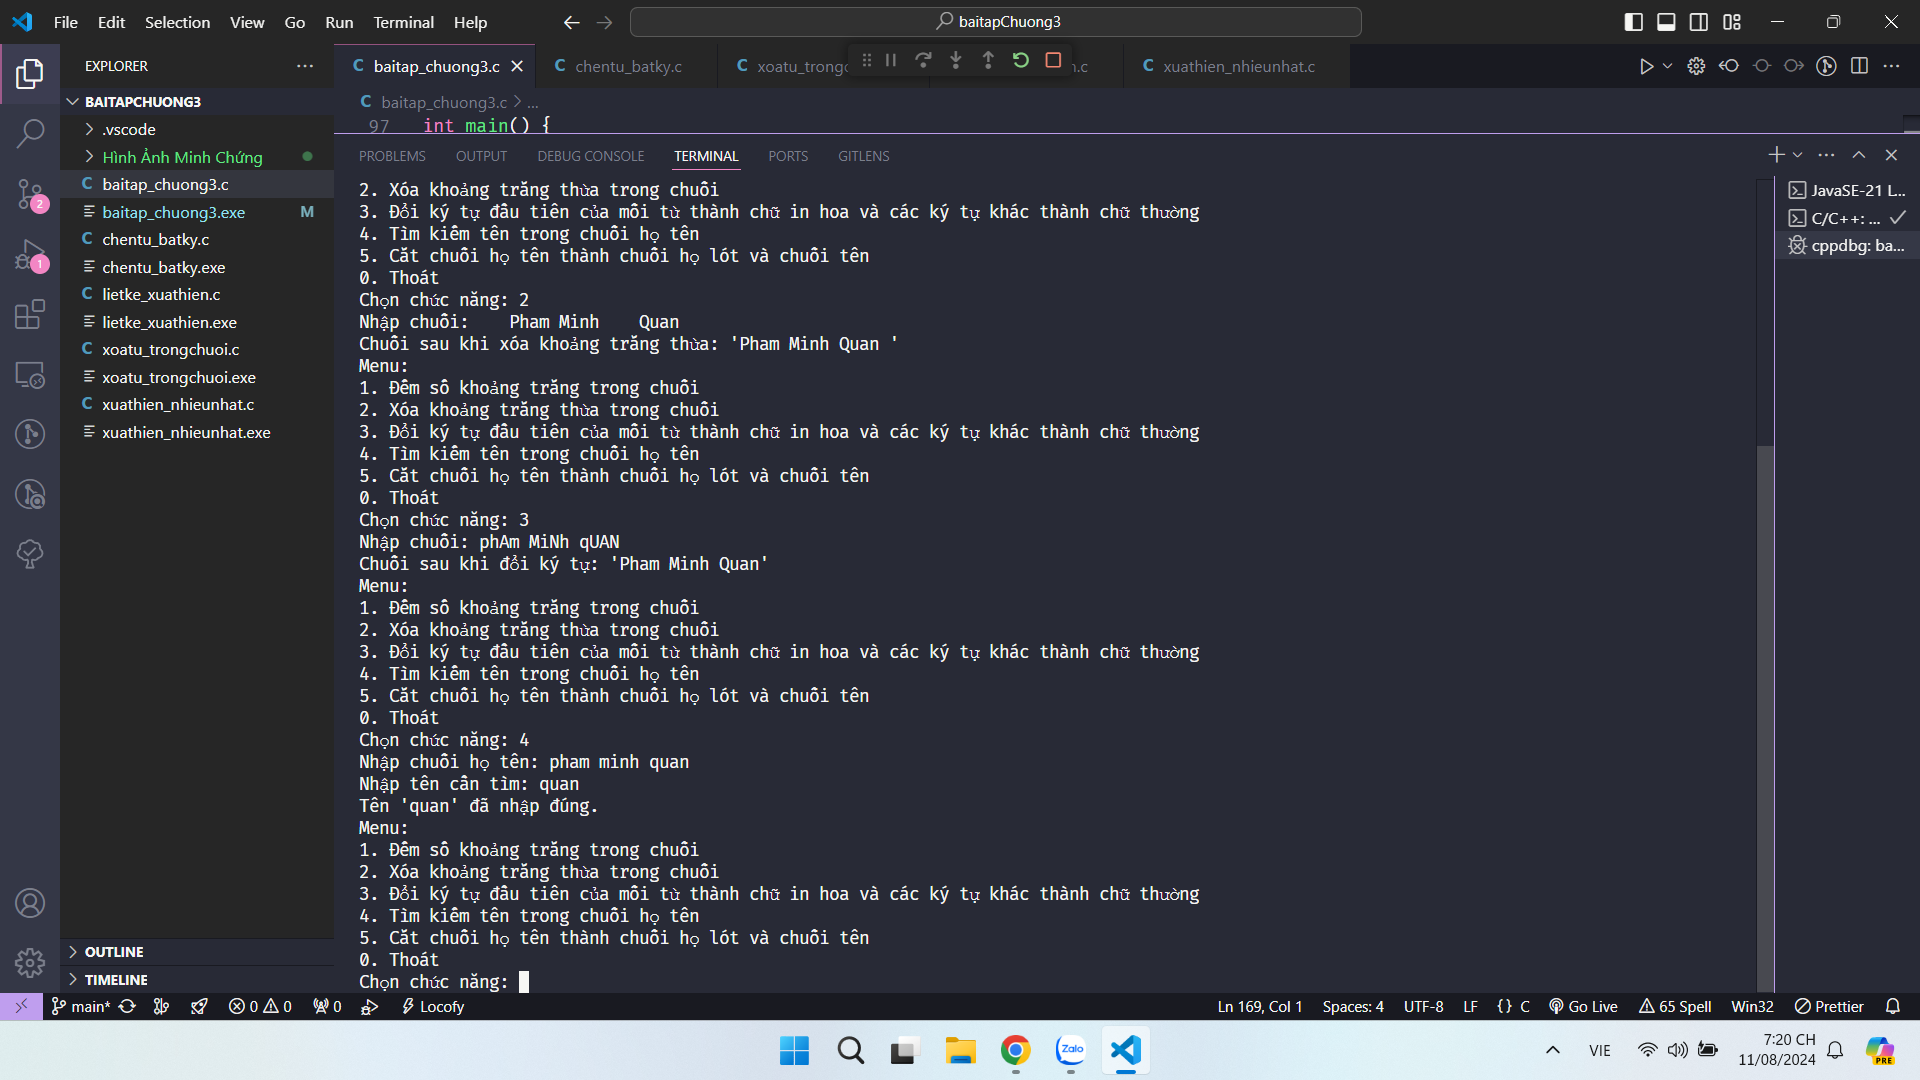 File Edit Selection View Go Run Terminal Help
baitapChuong3
EXPLORER
BAITAPCHUONG3
.vscode
Hình Ảnh Minh Chứng
C baitap_chuong3.c
baitap_chuong3.exe M
C chentu_batky.c
chentu_batky.exe
C lietke_xuathien.c
lietke_xuathien.exe
C xoatu_trongchuoi.c
xoatu_trongchuoi.exe
C xuathien_nhieunhat.c
xuathien_nhieunhat.exe
OUTLINE
TIMELINE
2
1
C baitap_chuong3.c
C chentu_batky.c
C xoatu_trong
.c
C xuathien_nhieunhat.c
C baitap_chuong3.c > ...
97 int main() {
PROBLEMS OUTPUT DEBUG CONSOLE TERMINAL PORTS GITLENS
2. Xóa khoảng trắng thừa trong chuỗi
3. Đổi ký tự đầu tiên của mỗi từ thành chữ in hoa và các ký tự khác thành chữ thường
4. Tìm kiếm tên trong chuỗi họ tên
5. Cắt chuỗi họ tên thành chuỗi họ lót và chuỗi tên
0. Thoát
Chọn chức năng: 2
Nhập chuỗi:    Pham Minh    Quan
Chuỗi sau khi xóa khoảng trắng thừa: 'Pham Minh Quan '
Menu:
1. Đếm số khoảng trắng trong chuỗi
2. Xóa khoảng trắng thừa trong chuỗi
3. Đổi ký tự đầu tiên của mỗi từ thành chữ in hoa và các ký tự khác thành chữ thường
4. Tìm kiếm tên trong chuỗi họ tên
5. Cắt chuỗi họ tên thành chuỗi họ lót và chuỗi tên
0. Thoát
Chọn chức năng: 3
Nhập chuỗi: phAm MiNh qUAN
Chuỗi sau khi đổi ký tự: 'Pham Minh Quan'
Menu:
1. Đếm số khoảng trắng trong chuỗi
2. Xóa khoảng trắng thừa trong chuỗi
3. Đổi ký tự đầu tiên của mỗi từ thành chữ in hoa và các ký tự khác thành chữ thường
4. Tìm kiếm tên trong chuỗi họ tên
5. Cắt chuỗi họ tên thành chuỗi họ lót và chuỗi tên
0. Thoát
Chọn chức năng: 4
Nhập chuỗi họ tên: pham minh quan
Nhập tên cần tìm: quan
Tên 'quan' đã nhập đúng.
Menu:
1. Đếm số khoảng trắng trong chuỗi
2. Xóa khoảng trắng thừa trong chuỗi
3. Đổi ký tự đầu tiên của mỗi từ thành chữ in hoa và các ký tự khác thành chữ thường
4. Tìm kiếm tên trong chuỗi họ tên
5. Cắt chuỗi họ tên thành chuỗi họ lót và chuỗi tên
0. Thoát
Chọn chức năng:
JavaSE-21 L...
C/C++: ...
cppdbg: ba...
main* 0 0 0 Locofy
Ln 169, Col 1 Spaces: 4 UTF-8 LF {} C Go Live 65 Spell Win32 Prettier
Zalo
VIE
7:20 CH
11/08/2024
PRE